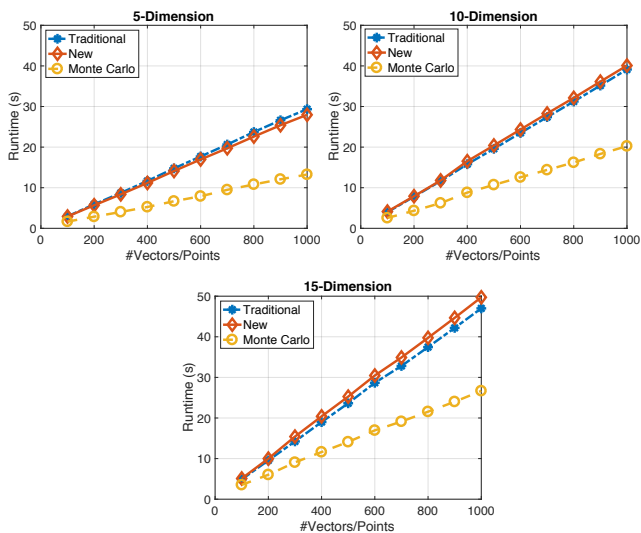 5-Dimension
50
40
30
20
10
0
Runtime (s)
Traditional
New
Monte Carlo
0
200
400
600
800
1000
#Vectors/Points
10-Dimension
50
40
30
20
10
0
Runtime (s)
Traditional
New
Monte Carlo
0
200
400
600
800
1000
#Vectors/Points
15-Dimension
50
40
30
20
10
0
Runtime (s)
Traditional
New
Monte Carlo
0
200
400
600
800
1000
#Vectors/Points